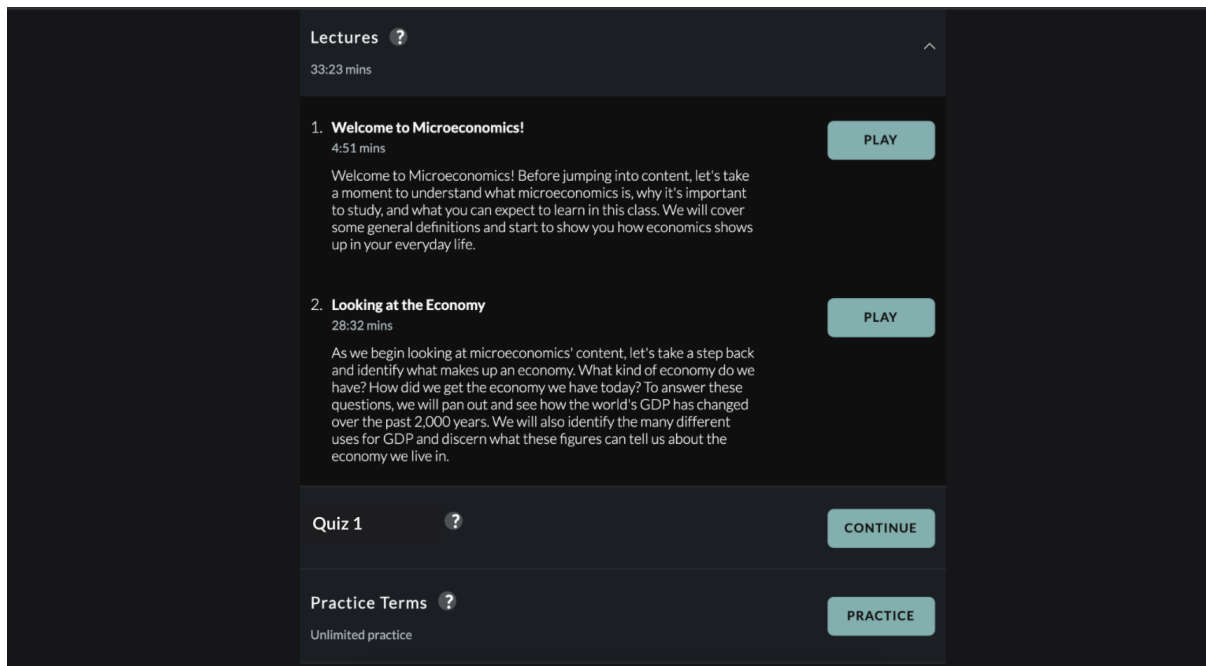 Lectures ?
33:23 mins
1. Welcome to Microeconomics!
4:51 mins
PLAY
Welcome to Microeconomics! Before jumping into content, let's take
a moment to understand what microeconomics is, why it's important
to study, and what you can expect to learn in this class. We will cover
some general definitions and start to show you how economics shows
up in your everyday life.
2. Looking at the Economy
28:32 mins
PLAY
As we begin looking at microeconomics' content, let's take a step back
and identify what makes up an economy. What kind of economy do we
have? How did we get the economy we have today? To answer these
questions, we will pan out and see how the world's GDP has changed
over the past 2,000 years. We will also identify the many different
uses for GDP and discern what these figures can tell us about the
economy we live in.
Quiz 1 ?
CONTINUE
Practice Terms ?
Unlimited practice
PRACTICE